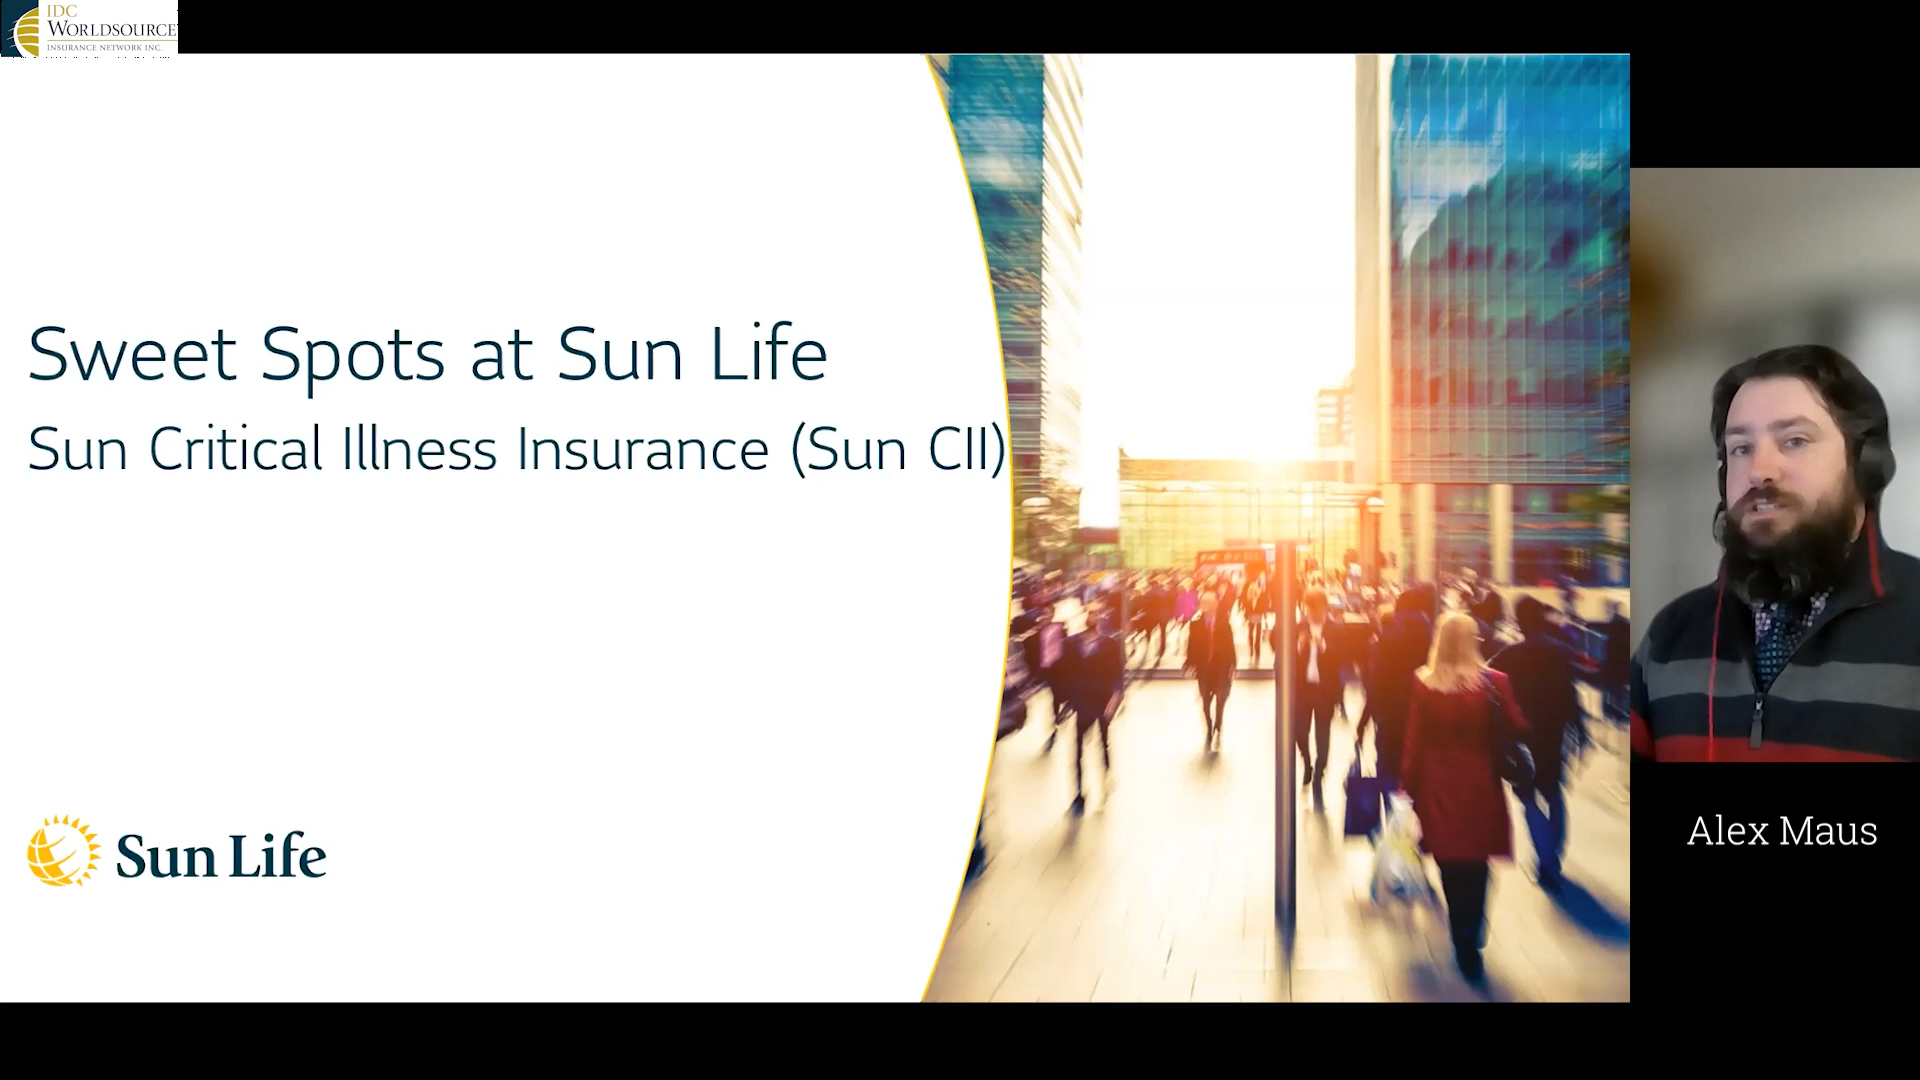 IDC
WORLDSOURCE
INSURANCE NETWORK INC.
Sweet Spots at Sun Life
Sun Critical Illness Insurance (Sun CII)
Sun Life
Alex Maus